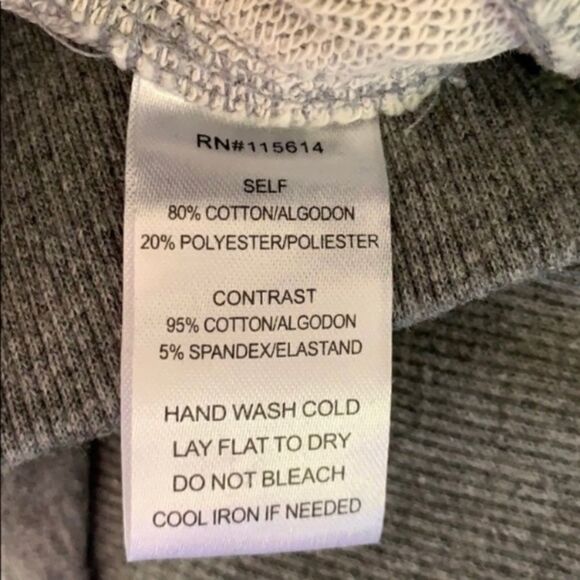 RN#115614
SELF
80% COTTON/ALGODON
20% POLYESTER/POLIESTER
CONTRAST
95% COTTON/ALGODON
5% SPANDEX/ELASTAND
HAND WASH COLD
LAY FLAT TO DRY
DO NOT BLEACH
COOL IRON IF NEEDED